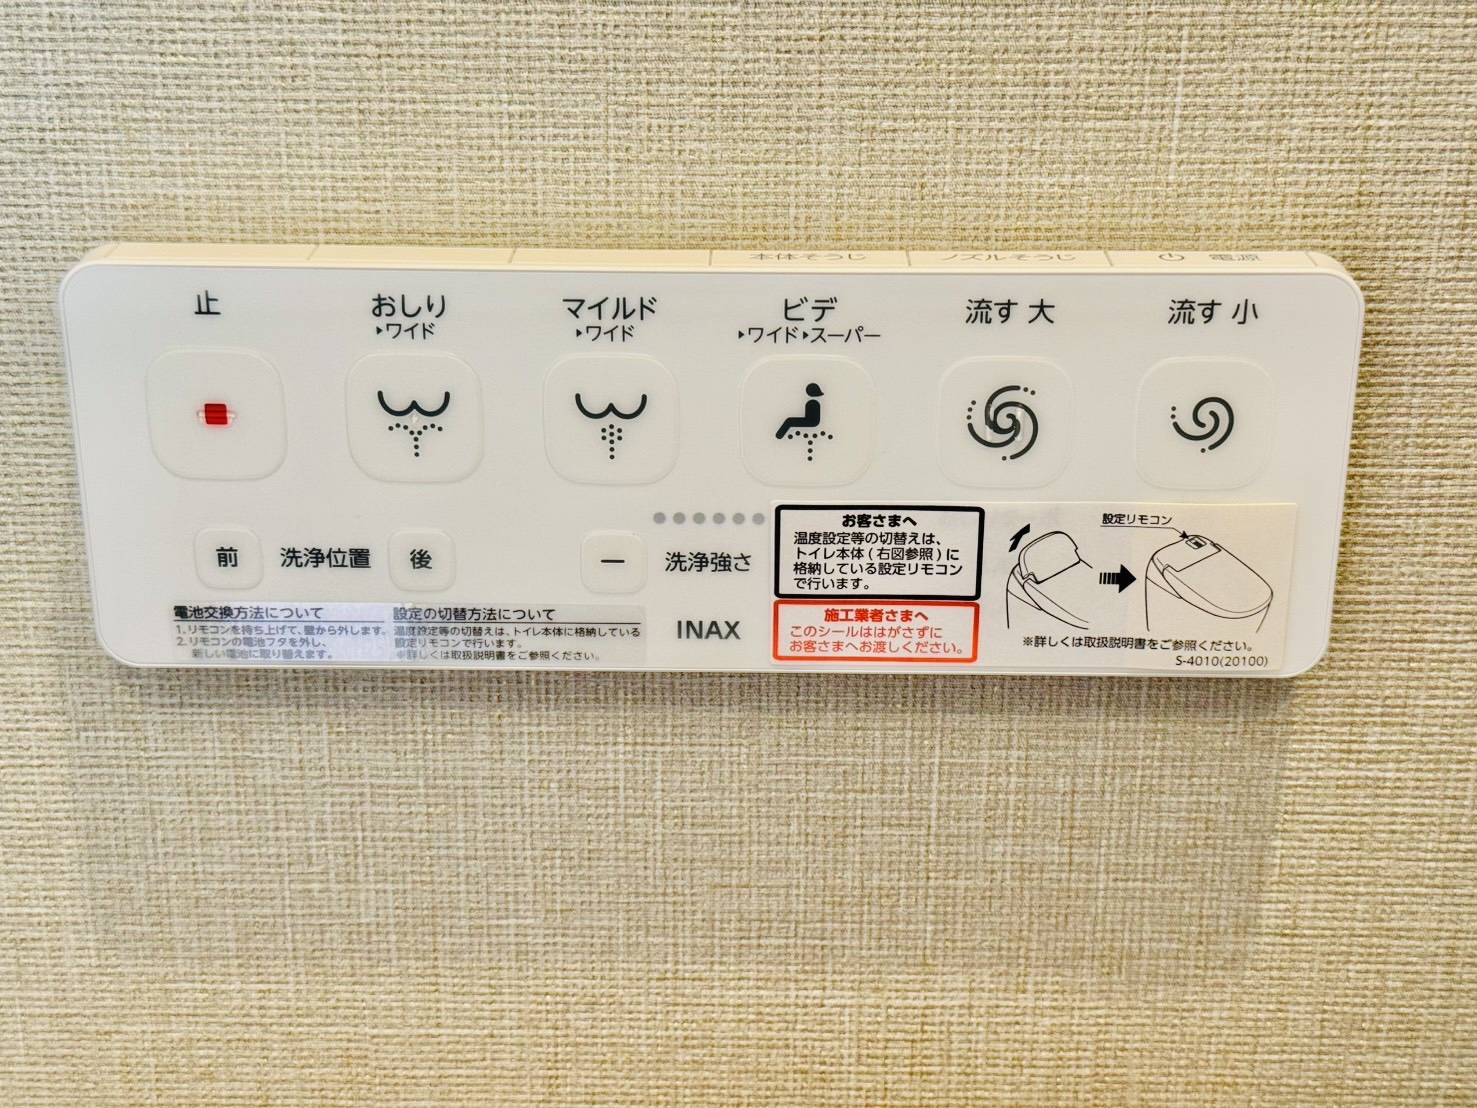 本体そうじ ノズルそうじ 電源
止 おしり マイルド ビデ 流す 大 流す 小
▸ワイド ▸ワイド ▸ワイド▸スーパー
前 洗浄位置 後 － 洗浄強さ
電池交換方法について
1. リモコンを持ち上げて、壁から外します。
2. リモコンの電池フタを外し、
新しい電池に取り替えます。
設定の切替方法について
温度設定等の切替えは、トイレ本体に格納している
設定リモコンで行います。
※詳しくは取扱説明書をご参照ください。
INAX
お客さまへ
温度設定等の切替えは、
トイレ本体(右図参照)に
格納している設定リモコン
で行います。
施工業者さまへ
このシールははがさずに
お客さまへお渡しください。
設定リモコン
※詳しくは取扱説明書をご参照ください。
S-4010(20100)